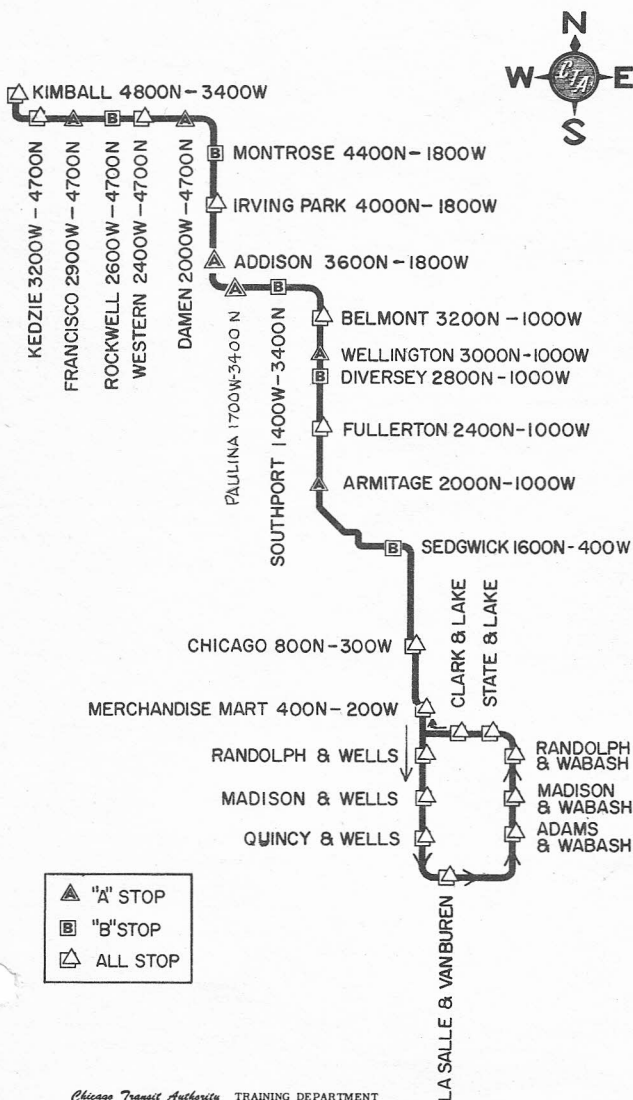 N
W CTA E
S
KIMBALL 4800N-3400W
KEDZIE 3200W-4700N
FRANCISCO 2900W-4700N
A
ROCKWELL 2600W-4700N
B
WESTERN 2400W-4700N
DAMEN 2000W-4700N
A
B MONTROSE 4400N-1800W
IRVING PARK 4000N-1800W
A ADDISON 3600N-1800W
A
PAULINA 1700W-3400N
B
SOUTHPORT 1400W-3400N
BELMONT 3200N-1000W
A WELLINGTON 3000N-1000W
B DIVERSEY 2800N-1000W
FULLERTON 2400N-1000W
A ARMITAGE 2000N-1000W
B SEDGWICK 1600N-400W
CHICAGO 800N-300W
CLARK & LAKE
STATE & LAKE
MERCHANDISE MART 400N-200W
RANDOLPH & WELLS
MADISON & WELLS
QUINCY & WELLS
RANDOLPH
& WABASH
MADISON
& WABASH
ADAMS
& WABASH
LA SALLE & VAN BUREN
A "A" STOP
B "B" STOP
ALL STOP
Chicago Transit Authority TRAINING DEPARTMENT